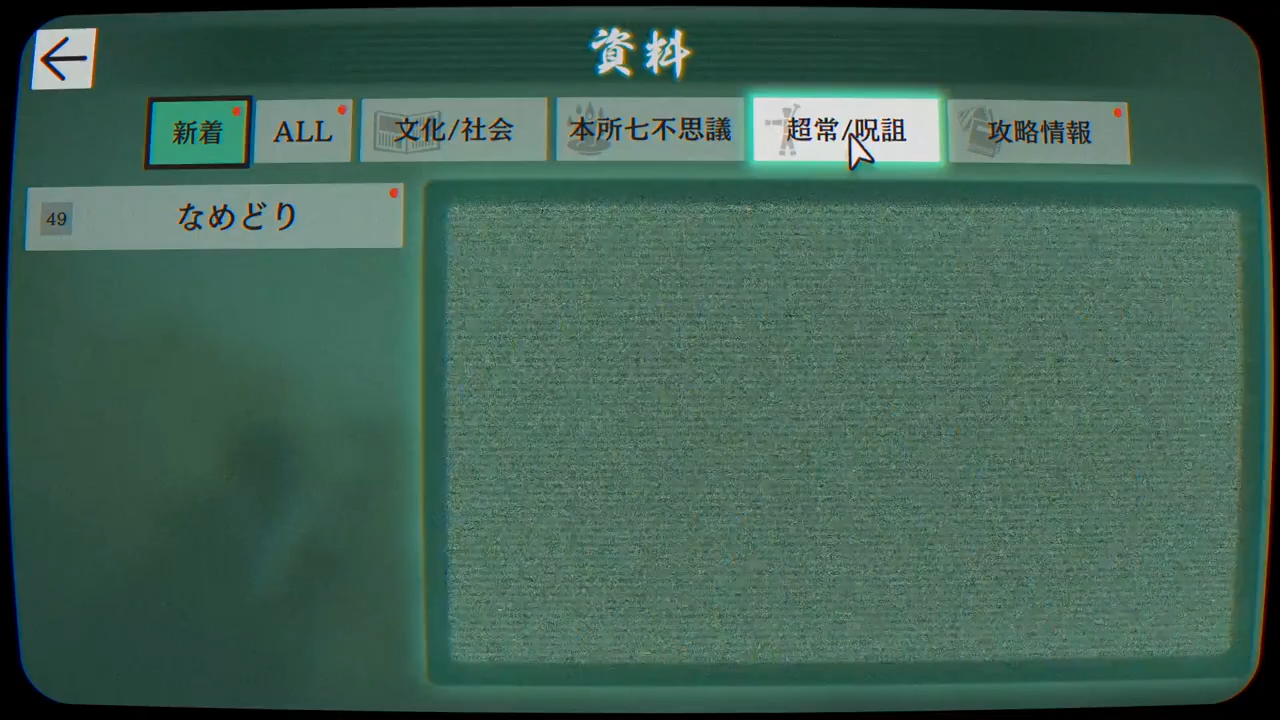 資料
新着
ALL
文化/社会
本所七不思議
超常/呪詛
攻略情報
49 なめどり